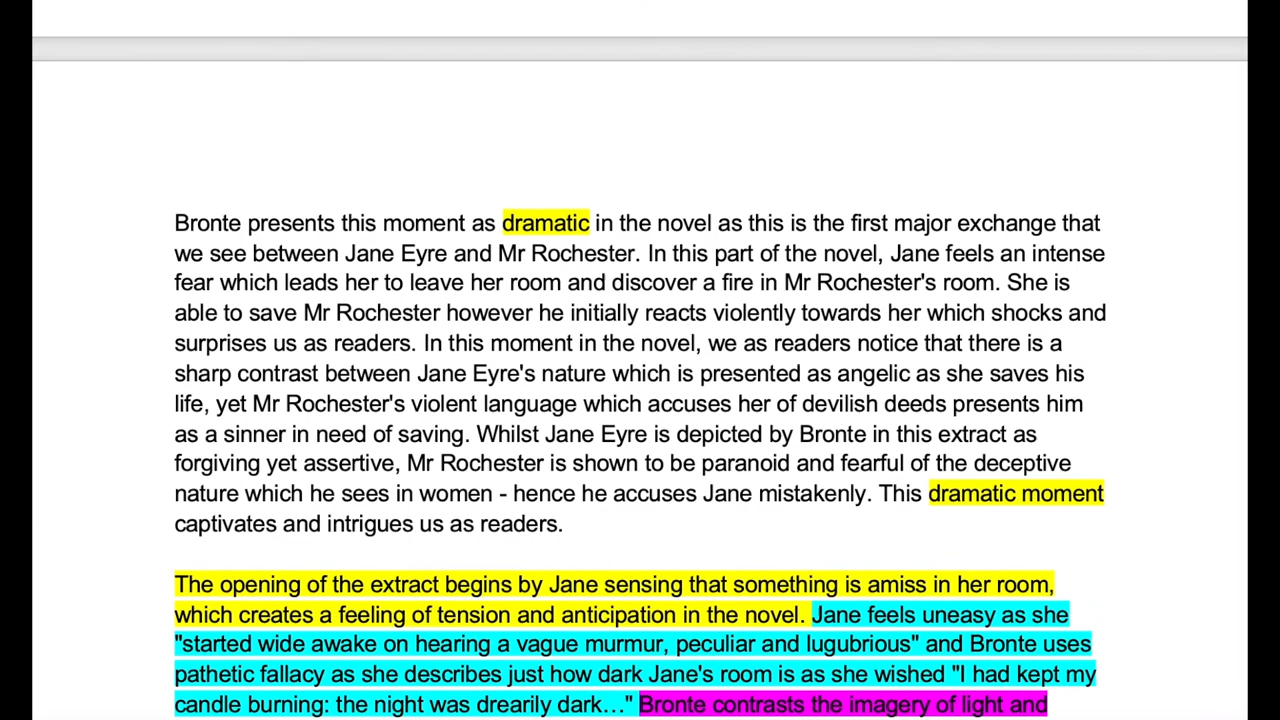 Bronte presents this moment as dramatic in the novel as this is the first major exchange that
we see between Jane Eyre and Mr Rochester. In this part of the novel, Jane feels an intense
fear which leads her to leave her room and discover a fire in Mr Rochester's room. She is
able to save Mr Rochester however he initially reacts violently towards her which shocks and
surprises us as readers. In this moment in the novel, we as readers notice that there is a
sharp contrast between Jane Eyre's nature which is presented as angelic as she saves his
life, yet Mr Rochester's violent language which accuses her of devilish deeds presents him
as a sinner in need of saving. Whilst Jane Eyre is depicted by Bronte in this extract as
forgiving yet assertive, Mr Rochester is shown to be paranoid and fearful of the deceptive
nature which he sees in women - hence he accuses Jane mistakenly. This dramatic moment
captivates and intrigues us as readers.
The opening of the extract begins by Jane sensing that something is amiss in her room,
which creates a feeling of tension and anticipation in the novel. Jane feels uneasy as she
"started wide awake on hearing a vague murmur, peculiar and lugubrious" and Bronte uses
pathetic fallacy as she describes just how dark Jane's room is as she wished "I had kept my
candle burning: the night was drearily dark…" Bronte contrasts the imagery of light and